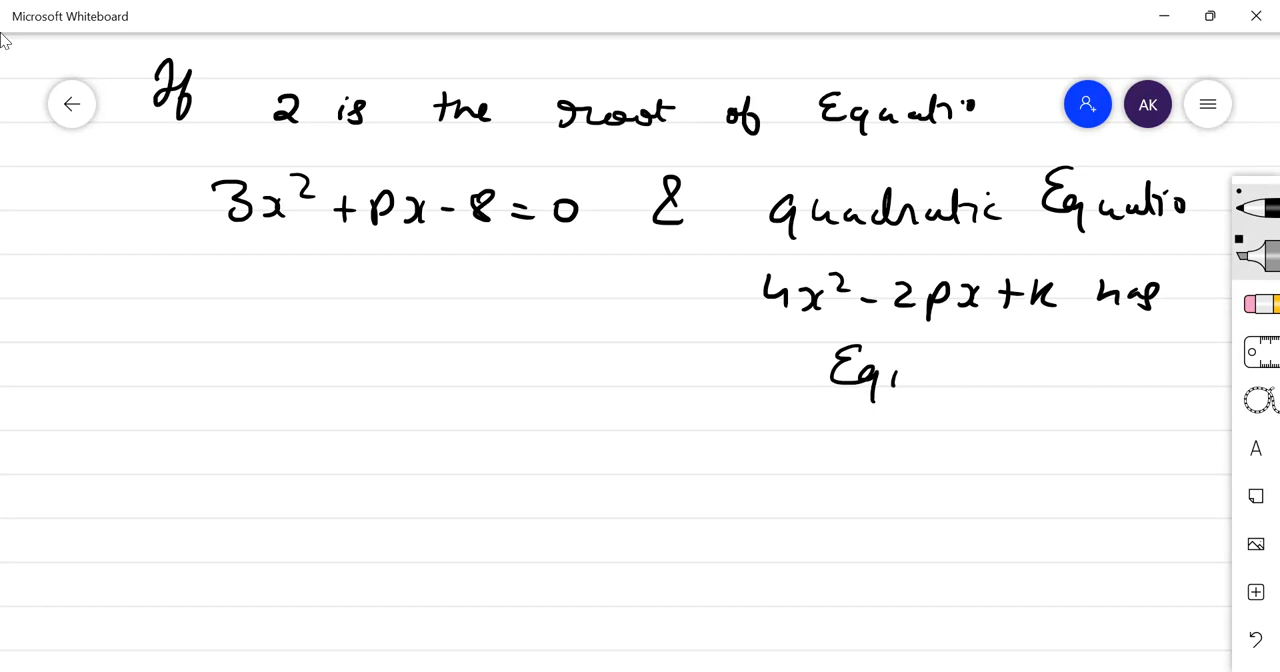 Microsoft Whiteboard
If 2 is the root of Equatio
AK
3x² + px - 8 = 0 & quadratic Equatio
4x² - 2px + k has
Eq
A